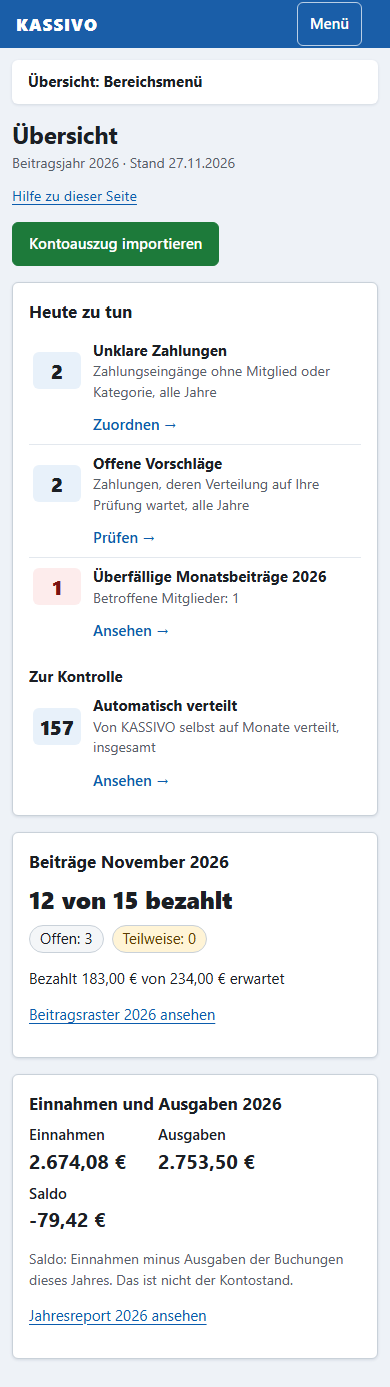 KASSIVO
Menü
Übersicht: Bereichsmenü
Übersicht
Beitragsjahr 2026 · Stand 27.11.2026
Hilfe zu dieser Seite
Kontoauszug importieren
Heute zu tun
2
Unklare Zahlungen
Zahlungseingänge ohne Mitglied oder
Kategorie, alle Jahre
Zuordnen →
2
Offene Vorschläge
Zahlungen, deren Verteilung auf Ihre
Prüfung wartet, alle Jahre
Prüfen →
1
Überfällige Monatsbeiträge 2026
Betroffene Mitglieder: 1
Ansehen →
Zur Kontrolle
157
Automatisch verteilt
Von KASSIVO selbst auf Monate verteilt,
insgesamt
Ansehen →
Beiträge November 2026
12 von 15 bezahlt
Offen: 3 Teilweise: 0
Bezahlt 183,00 € von 234,00 € erwartet
Beitragsraster 2026 ansehen
Einnahmen und Ausgaben 2026
Einnahmen Ausgaben
2.674,08 € 2.753,50 €
Saldo
-79,42 €
Saldo: Einnahmen minus Ausgaben der Buchungen
dieses Jahres. Das ist nicht der Kontostand.
Jahresreport 2026 ansehen